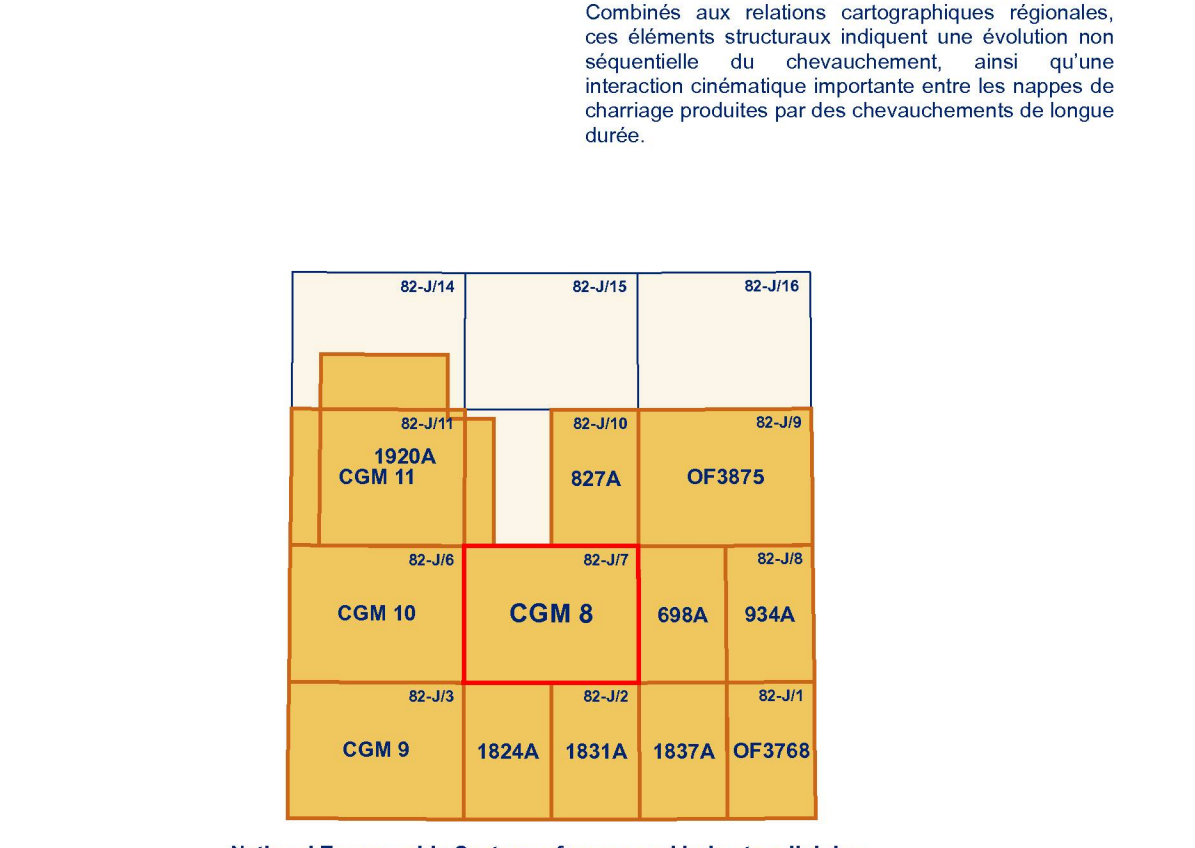 Combinés aux relations cartographiques régionales,
ces éléments structuraux indiquent une évolution non
séquentielle du chevauchement, ainsi qu'une
interaction cinématique importante entre les nappes de
charriage produites par des chevauchements de longue
durée.
82-J/14 82-J/15 82-J/16
82-J/11 82-J/10 82-J/9
1920A
CGM 11 827A OF3875
82-J/6 82-J/7 82-J/8
CGM 10 CGM 8 698A 934A
82-J/3 82-J/2 82-J/1
CGM 9 1824A 1831A 1837A OF3768